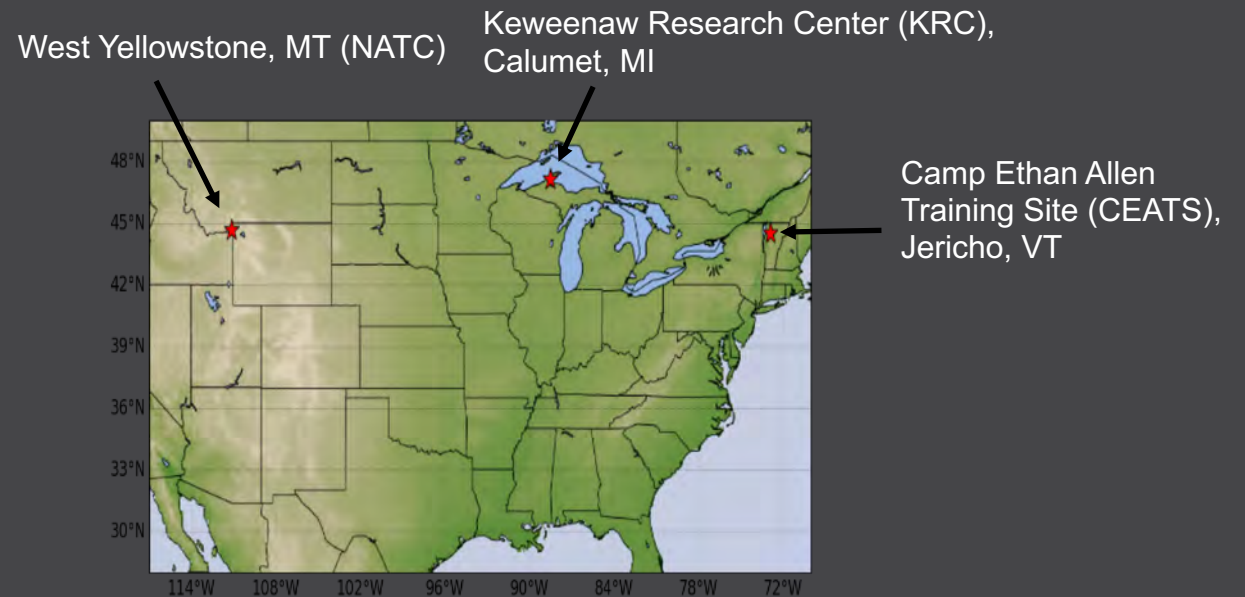 West Yellowstone, MT (NATC)
Keweenaw Research Center (KRC),
Calumet, MI
Camp Ethan Allen
Training Site (CEATS),
Jericho, VT
48°N
45°N
42°N
39°N
36°N
33°N
30°N
114°W 108°W 102°W 96°W 90°W 84°W 78°W 72°W